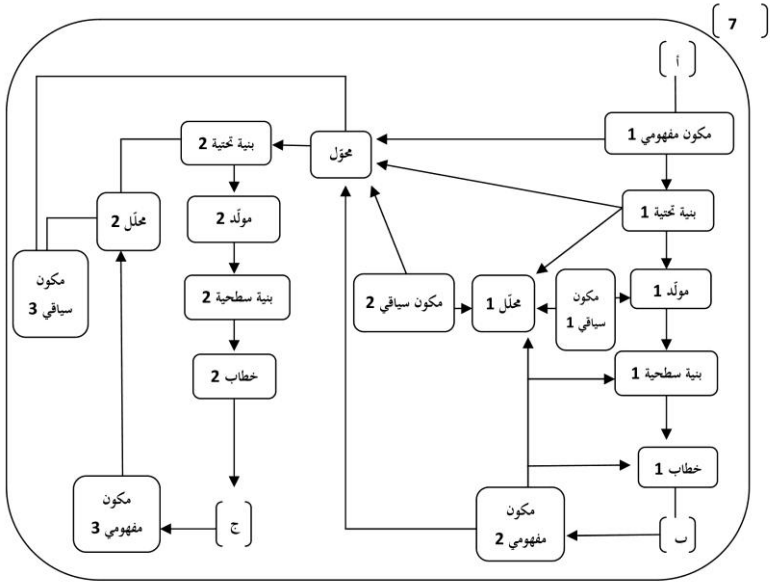 [ 7 ]
[ أ ]
مكون مفهومي 1
بنية تحتية 2
محوّل
بنية تحتية 1
محلّل 2
مولّد 2
مكون
سياقي 3
بنية سطحية 2
مكون سياقي 2
محلّل 1
مكون
سياقي 1
مولّد 1
خطاب 2
بنية سطحية 1
خطاب 1
مكون
مفهومي 3
[ ج ]
مكون
مفهومي 2
[ ب ]